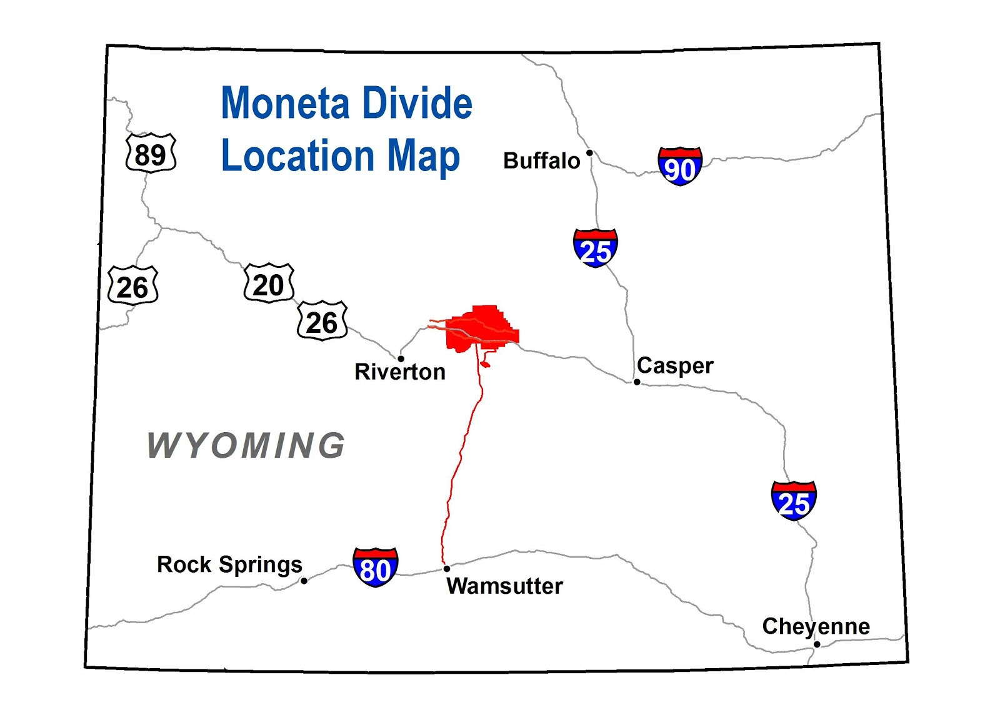 Moneta Divide
Location Map
89
Buffalo
90
25
26
20
26
Riverton
Casper
WYOMING
25
Rock Springs
80
Wamsutter
Cheyenne